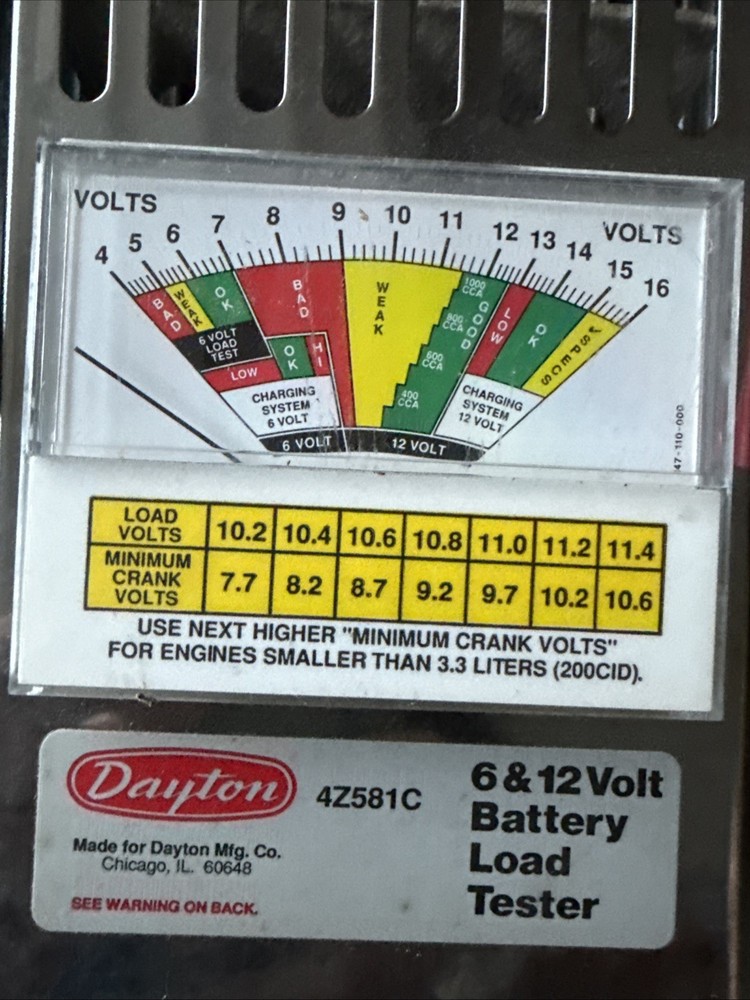 VOLTS
VOLTS
4 5 6 7 8 9 10 11 12 13 14 15 16
BAD
WEAK
OK
BAD
WEAK
GOOD
LOW
OK
√SPECS
1000 CCA
800 CCA
600 CCA
400 CCA
6 VOLT
LOAD
TEST
LOW
OK
HI
CHARGING
SYSTEM
6 VOLT
CHARGING
SYSTEM
12 VOLT
6 VOLT
12 VOLT
47-110-000
LOAD VOLTS 10.2 10.4 10.6 10.8 11.0 11.2 11.4
MINIMUM CRANK VOLTS 7.7 8.2 8.7 9.2 9.7 10.2 10.6
USE NEXT HIGHER "MINIMUM CRANK VOLTS"
FOR ENGINES SMALLER THAN 3.3 LITERS (200CID).
Dayton
4Z581C
Made for Dayton Mfg. Co.
Chicago, IL. 60648
SEE WARNING ON BACK.
6 & 12 Volt
Battery
Load
Tester